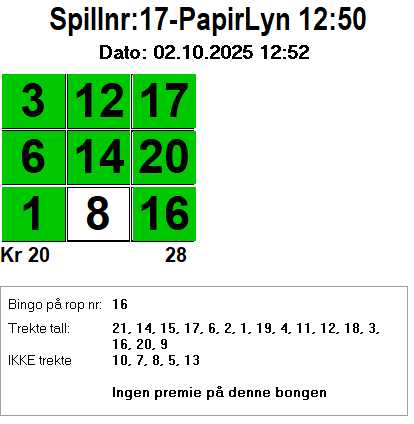 Spillnr:17-PapirLyn 12:50
Dato: 02.10.2025 12:52
3 12 17
6 14 20
1 8 16
Kr 20 28
Bingo på rop nr: 16
Trekte tall: 21, 14, 15, 17, 6, 2, 1, 19, 4, 11, 12, 18, 3,
16, 20, 9
IKKE trekte 10, 7, 8, 5, 13
Ingen premie på denne bongen